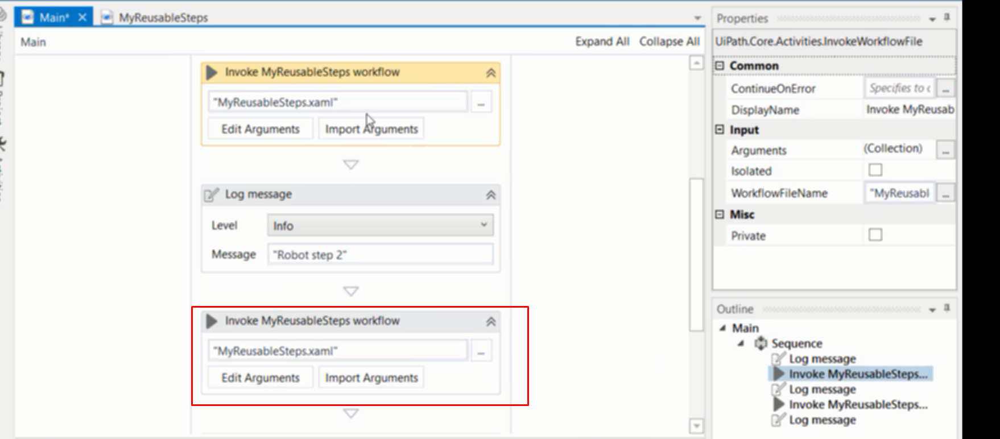 Main* MyReusableSteps
Main Expand All Collapse All
Invoke MyReusableSteps workflow
"MyReusableSteps.xaml" ...
Edit Arguments Import Arguments
Log message
Level Info
Message "Robot step 2"
Invoke MyReusableSteps workflow
"MyReusableSteps.xaml" ...
Edit Arguments Import Arguments
Properties
UiPath.Core.Activities.InvokeWorkflowFile
Common
ContinueOnError Specifies to c ...
DisplayName Invoke MyReusab
Input
Arguments (Collection) ...
Isolated
WorkflowFileName "MyReusabl ...
Misc
Private
Outline
Main
Sequence
Log message
Invoke MyReusableSteps...
Log message
Invoke MyReusableSteps...
Log message